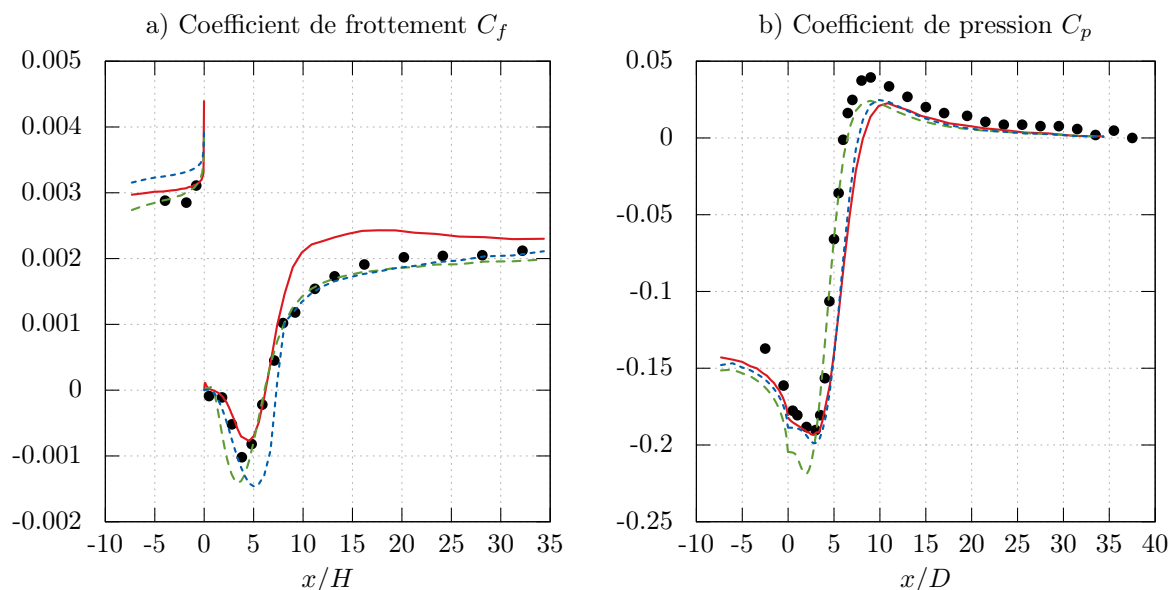 a) Coefficient de frottement C_f
0.005
0.004
0.003
0.002
0.001
0
-0.001
-0.002
-10 -5 0 5 10 15 20 25 30 35
x/H
b) Coefficient de pression C_p
0.05
0
-0.05
-0.1
-0.15
-0.2
-0.25
-10 -5 0 5 10 15 20 25 30 35 40
x/D